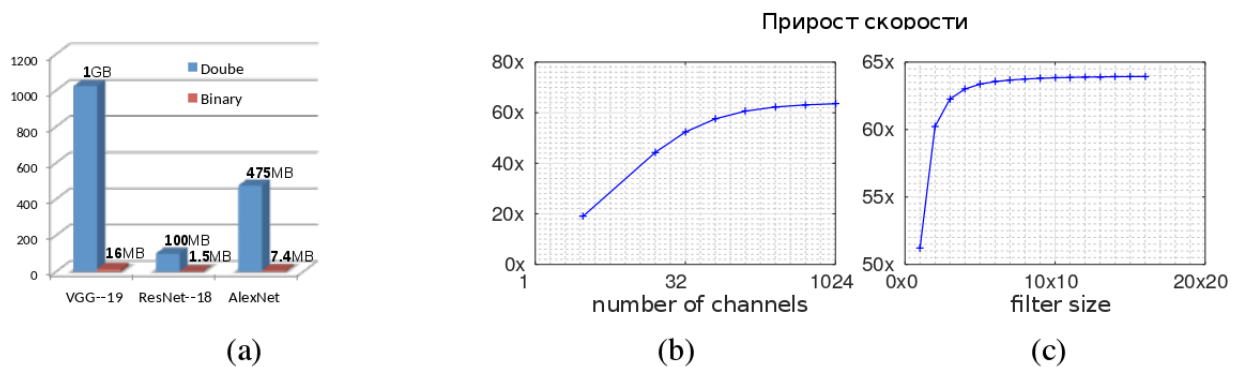 Прирост скорости
1200
1000
800
600
400
200
0
1GB
16MB
100MB
1.5MB
475MB
7.4MB
Doube
Binary
VGG--19 ResNet--18 AlexNet
(a)
80x
60x
40x
20x
0x
1 32 1024
number of channels
(b)
65x
60x
55x
50x
0x0 10x10 20x20
filter size
(c)